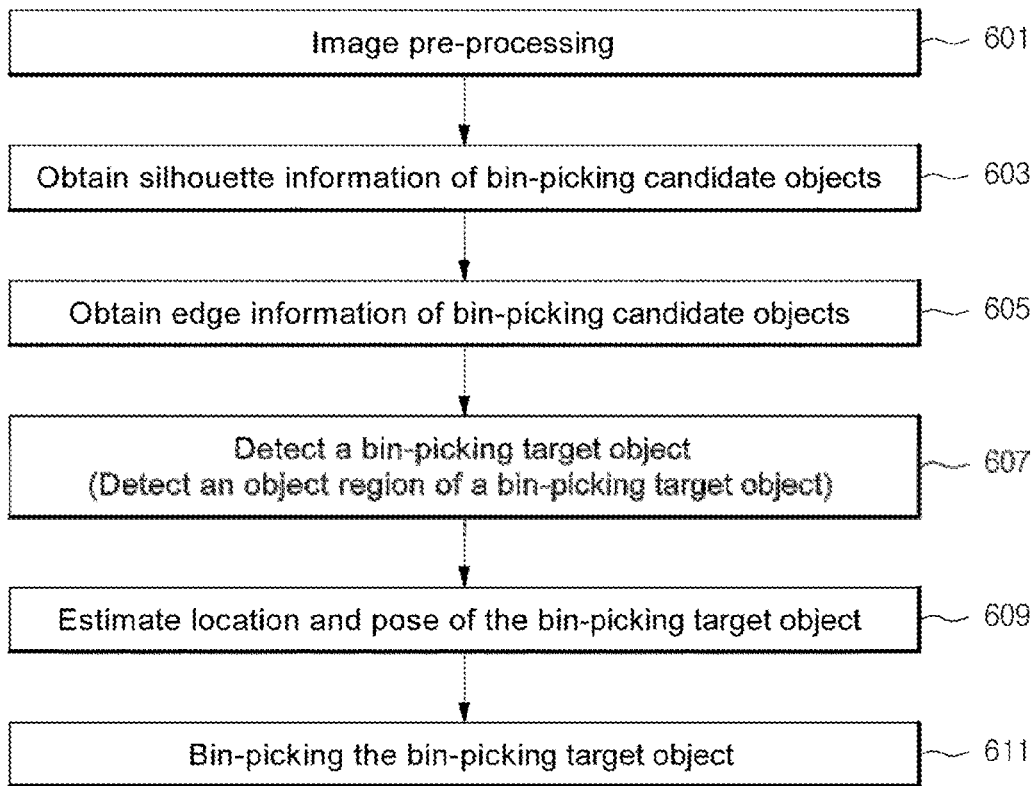 Image pre-processing 601
Obtain silhouette information of bin-picking candidate objects 603
Obtain edge information of bin-picking candidate objects 605
Detect a bin-picking target object
(Detect an object region of a bin-picking target object) 607
Estimate location and pose of the bin-picking target object 609
Bin-picking the bin-picking target object 611